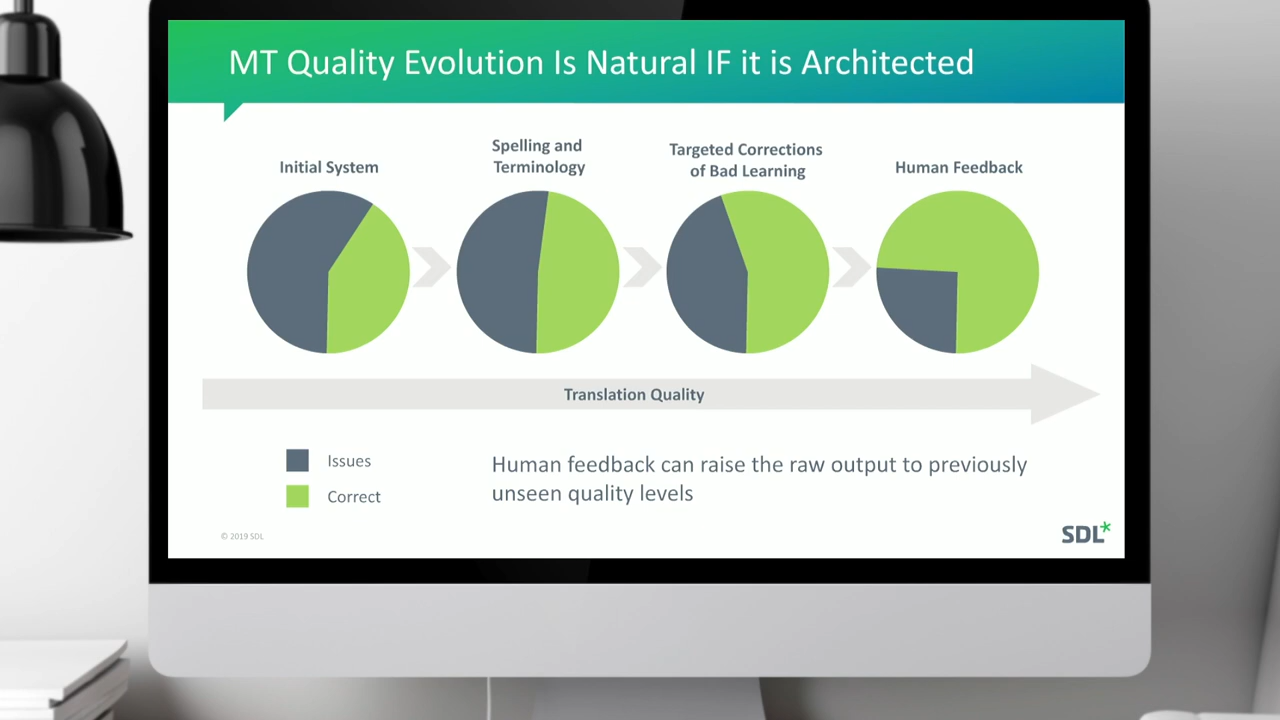 MT Quality Evolution Is Natural IF it is Architected
Initial System
Spelling and
Terminology
Targeted Corrections
of Bad Learning
Human Feedback
Translation Quality
Issues
Correct
Human feedback can raise the raw output to previously
unseen quality levels
© 2019 SDL
SDL*